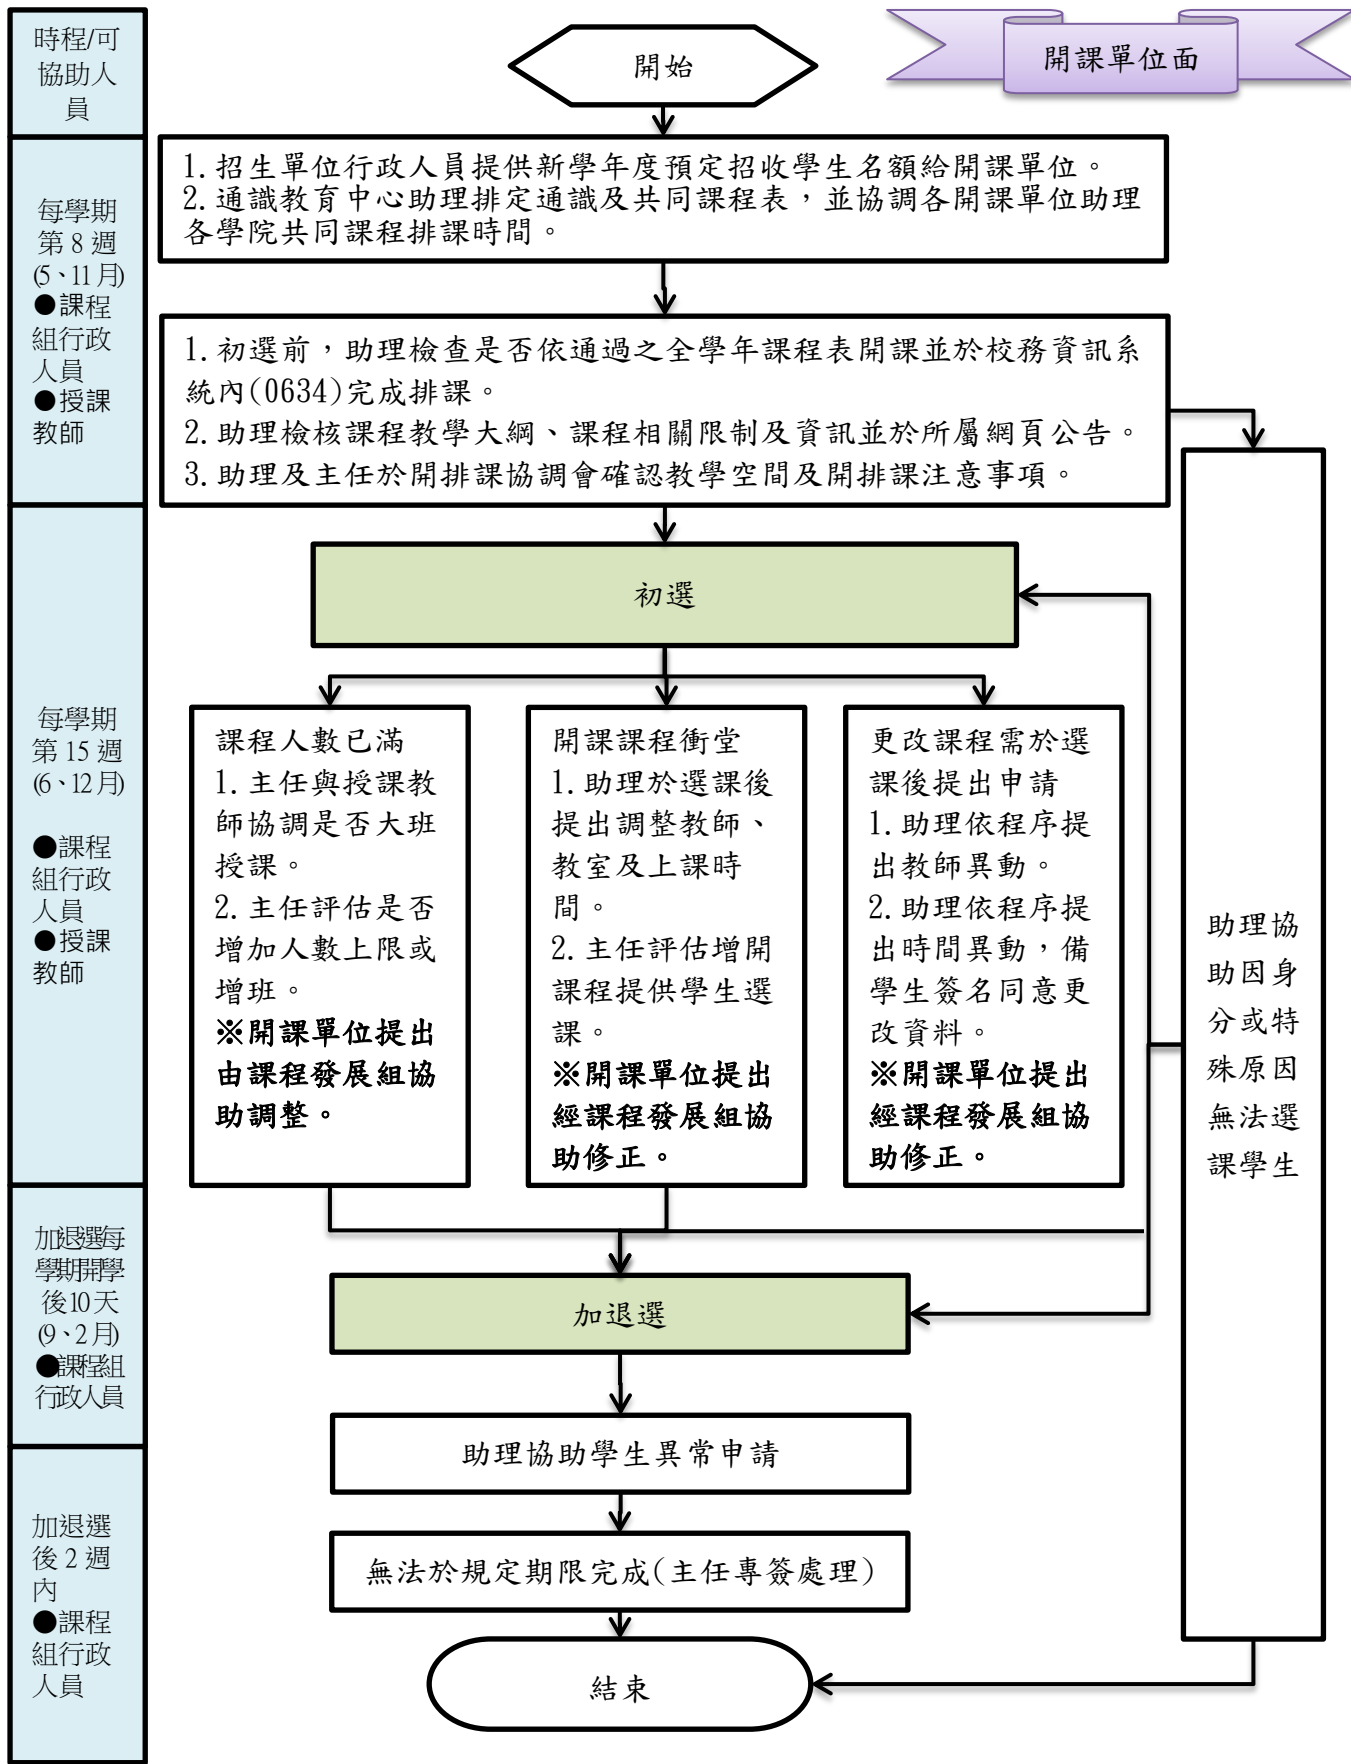 時程/可
協助人
員
開始
開課單位面
每學期
第 8 週
(5、11月)
●課程
組行政
人員
●授課
教師
1.招生單位行政人員提供新學年度預定招收學生名額給開課單位。
2.通識教育中心助理排定通識及共同課程表，並協調各開課單位助理
各學院共同課程排課時間。
1.初選前，助理檢查是否依通過之全學年課程表開課並於校務資訊系
統內(0634)完成排課。
2.助理檢核課程教學大綱、課程相關限制及資訊並於所屬網頁公告。
3.助理及主任於開排課協調會確認教學空間及開排課注意事項。
每學期
第 15 週
(6、12月)
●課程
組行政
人員
●授課
教師
初選
課程人數已滿
1.主任與授課教
師協調是否大班
授課。
2.主任評估是否
增加人數上限或
增班。
※開課單位提出
由課程發展組協
助調整。
開課課程衝堂
1.助理於選課後
提出調整教師、
教室及上課時
間。
2.主任評估增開
課程提供學生選
課。
※開課單位提出
經課程發展組協
助修正。
更改課程需於選
課後提出申請
1.助理依程序提
出教師異動。
2.助理依程序提
出時間異動，備
學生簽名同意更
改資料。
※開課單位提出
經課程發展組協
助修正。
助理協
助因身
分或特
殊原因
無法選
課學生
加退選每
學期開學
後10天
(9、2月)
●課程組
行政人員
加退選
助理協助學生異常申請
加退選
後 2 週
內
●課程
組行政
人員
無法於規定期限完成(主任專簽處理)
結束